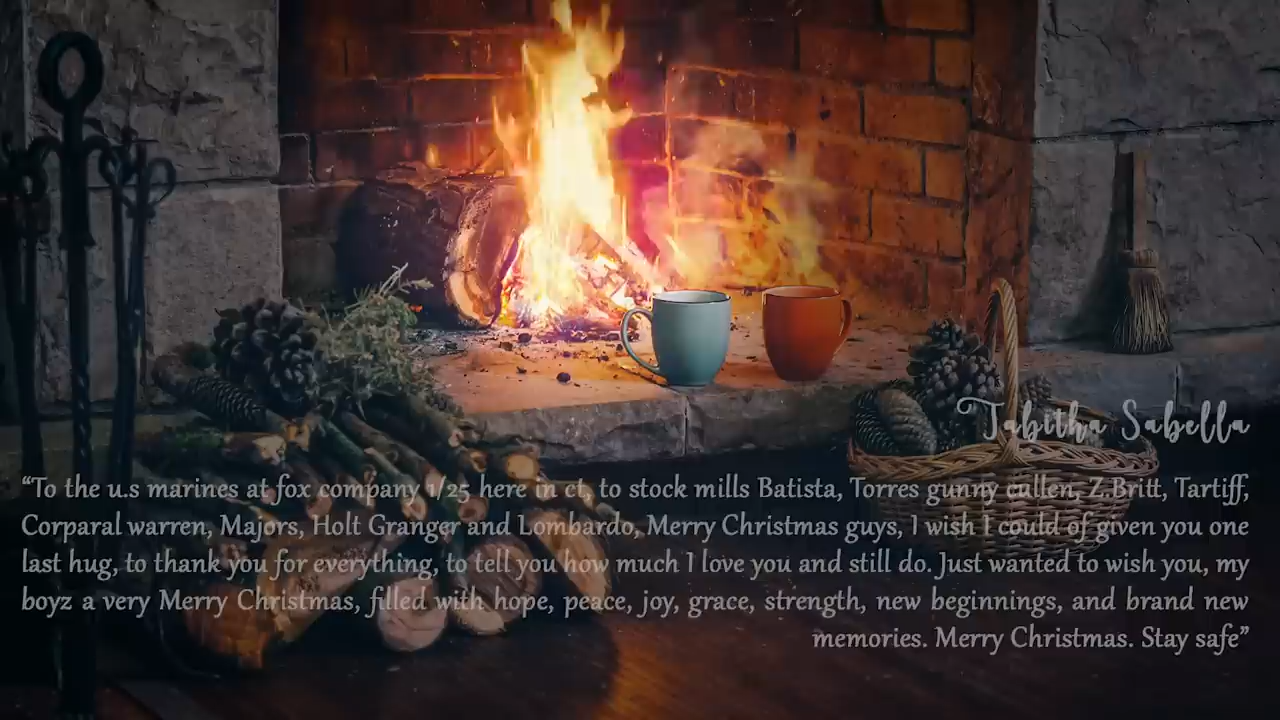 Tabitha Sabella
“To the u.s marines at fox company 1/25 here in ct, to stock mills Batista, Torres gunny cullen, Z.Britt, Tartiff,
Corparal warren, Majors, Holt Granger and Lombardo, Merry Christmas guys, I wish I could of given you one
last hug, to thank you for everything, to tell you how much I love you and still do. Just wanted to wish you, my
boyz a very Merry Christmas, filled with hope, peace, joy, grace, strength, new beginnings, and brand new
memories. Merry Christmas. Stay safe”